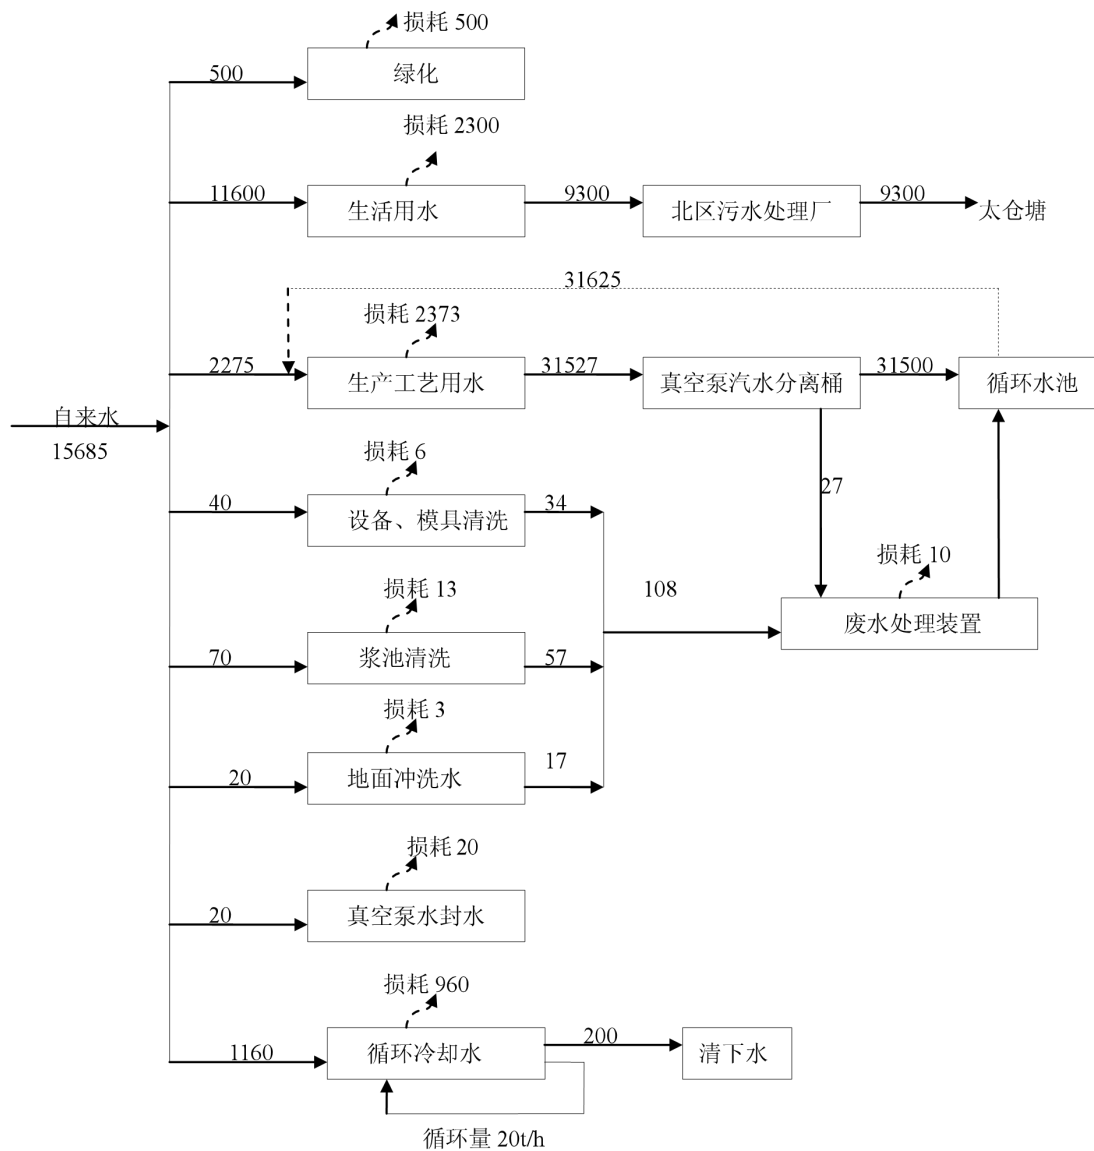 损耗 500
500
绿化
损耗 2300
11600
生活用水
9300
北区污水处理厂
9300
太仓塘
31625
损耗 2373
2275
生产工艺用水
31527
真空泵汽水分离桶
31500
循环水池
自来水
15685
损耗 6
40
设备、模具清洗
34
27
损耗 10
损耗 13
108
废水处理装置
70
浆池清洗
57
损耗 3
20
地面冲洗水
17
损耗 20
20
真空泵水封水
损耗 960
1160
循环冷却水
200
清下水
循环量 20t/h